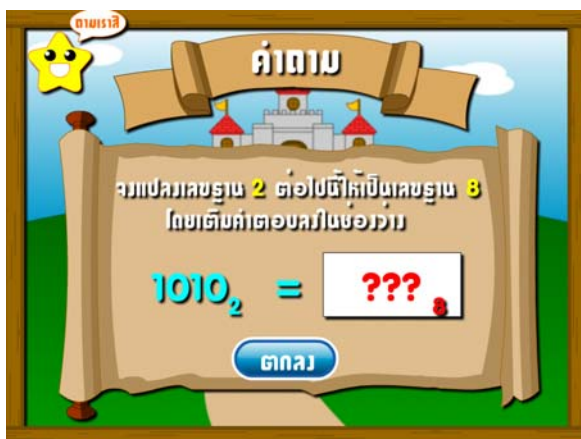 ถามเราสิ
คำถาม
จงแปลงเลขฐาน 2 ต่อไปนี้ให้เป็นเลขฐาน 8
โดยเติมคำตอบลงในช่องว่าง
1010₂ = ???₈
ตกลง